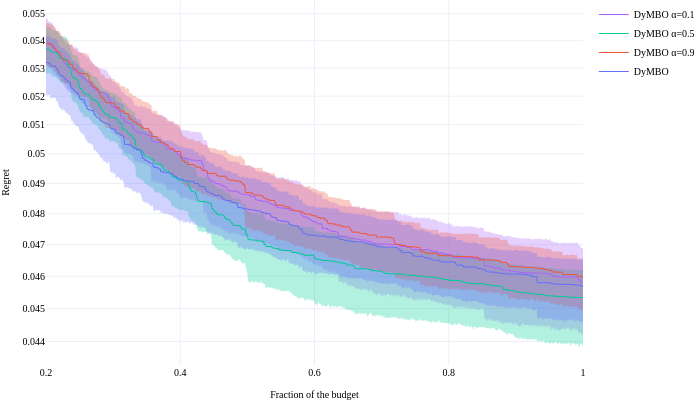 0.055
0.054
0.053
0.052
0.051
0.05
0.049
0.048
0.047
0.046
0.045
0.044
Regret
0.2
0.4
0.6
0.8
1
Fraction of the budget
DyMBO α=0.1
DyMBO α=0.5
DyMBO α=0.9
DyMBO